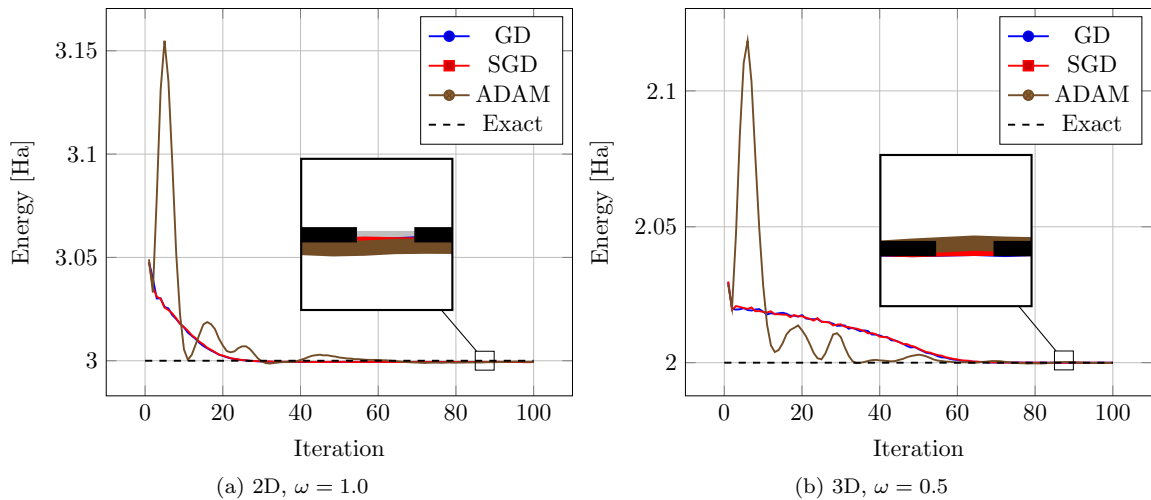 3.15
3.1
3.05
3
0
20
40
60
80
100
Energy [Ha]
Iteration
GD
SGD
ADAM
Exact
(a) 2D, ω = 1.0
2.1
2.05
2
0
20
40
60
80
100
Energy [Ha]
Iteration
GD
SGD
ADAM
Exact
(b) 3D, ω = 0.5